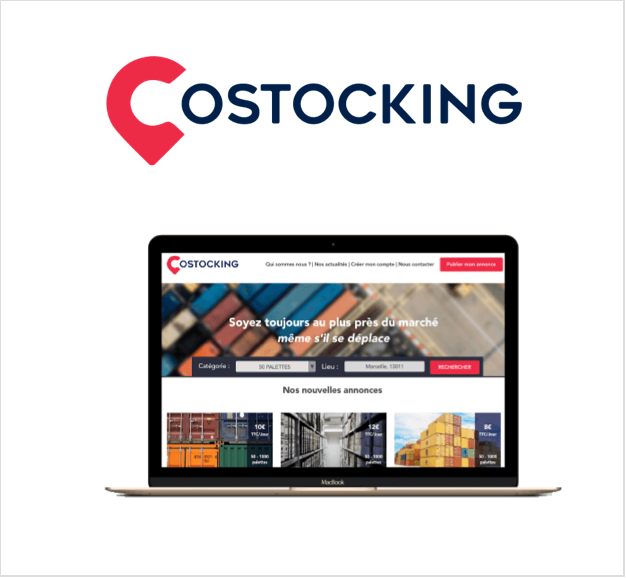 COSTOCKING
COSTOCKING
Qui sommes nous ? | Nos actualités | Créer mon compte | Nous contacter
Publier mon annonce
Soyez toujours au plus près du marché
même s'il se déplace
Catégorie :
50 PALETTES
Lieu :
Marseille, 13011
RECHERCHER
Nos nouvelles annonces
10€
TTC/Jour
50 - 1000
palettes
12€
TTC/Jour
50 - 1000
palettes
8€
TTC/Jour
50 - 1000
palettes
MacBook